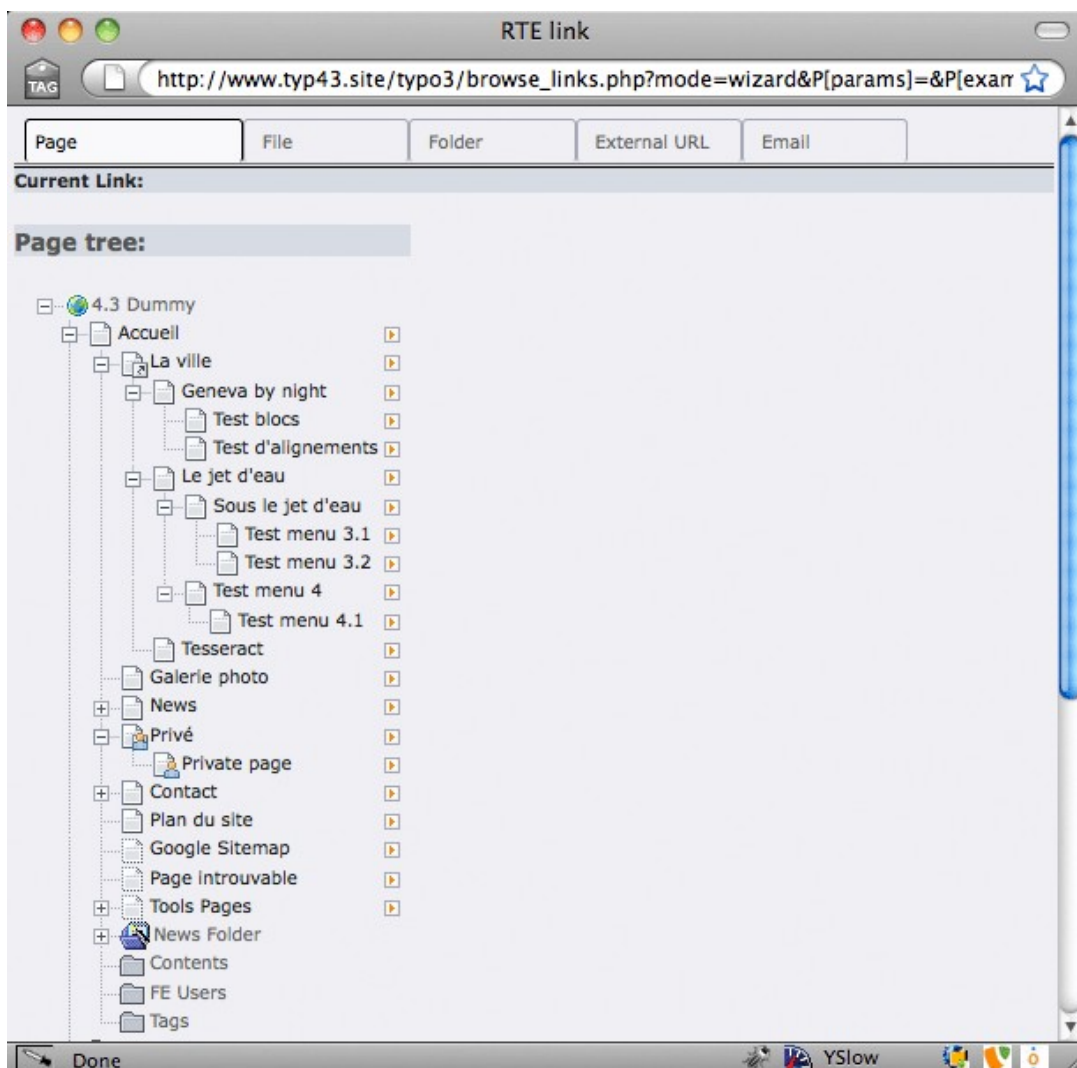 RTE link
TAG
http://www.typ43.site/typo3/browse_links.php?mode=wizard&P[params]=&P[exam
Page File Folder External URL Email
Current Link:
Page tree:
4.3 Dummy
Accueil
La ville
Geneva by night
Test blocs
Test d'alignements
Le jet d'eau
Sous le jet d'eau
Test menu 3.1
Test menu 3.2
Test menu 4
Test menu 4.1
Tesseract
Galerie photo
News
Privé
Private page
Contact
Plan du site
Google Sitemap
Page introuvable
Tools Pages
News Folder
Contents
FE Users
Tags
Done YSlow